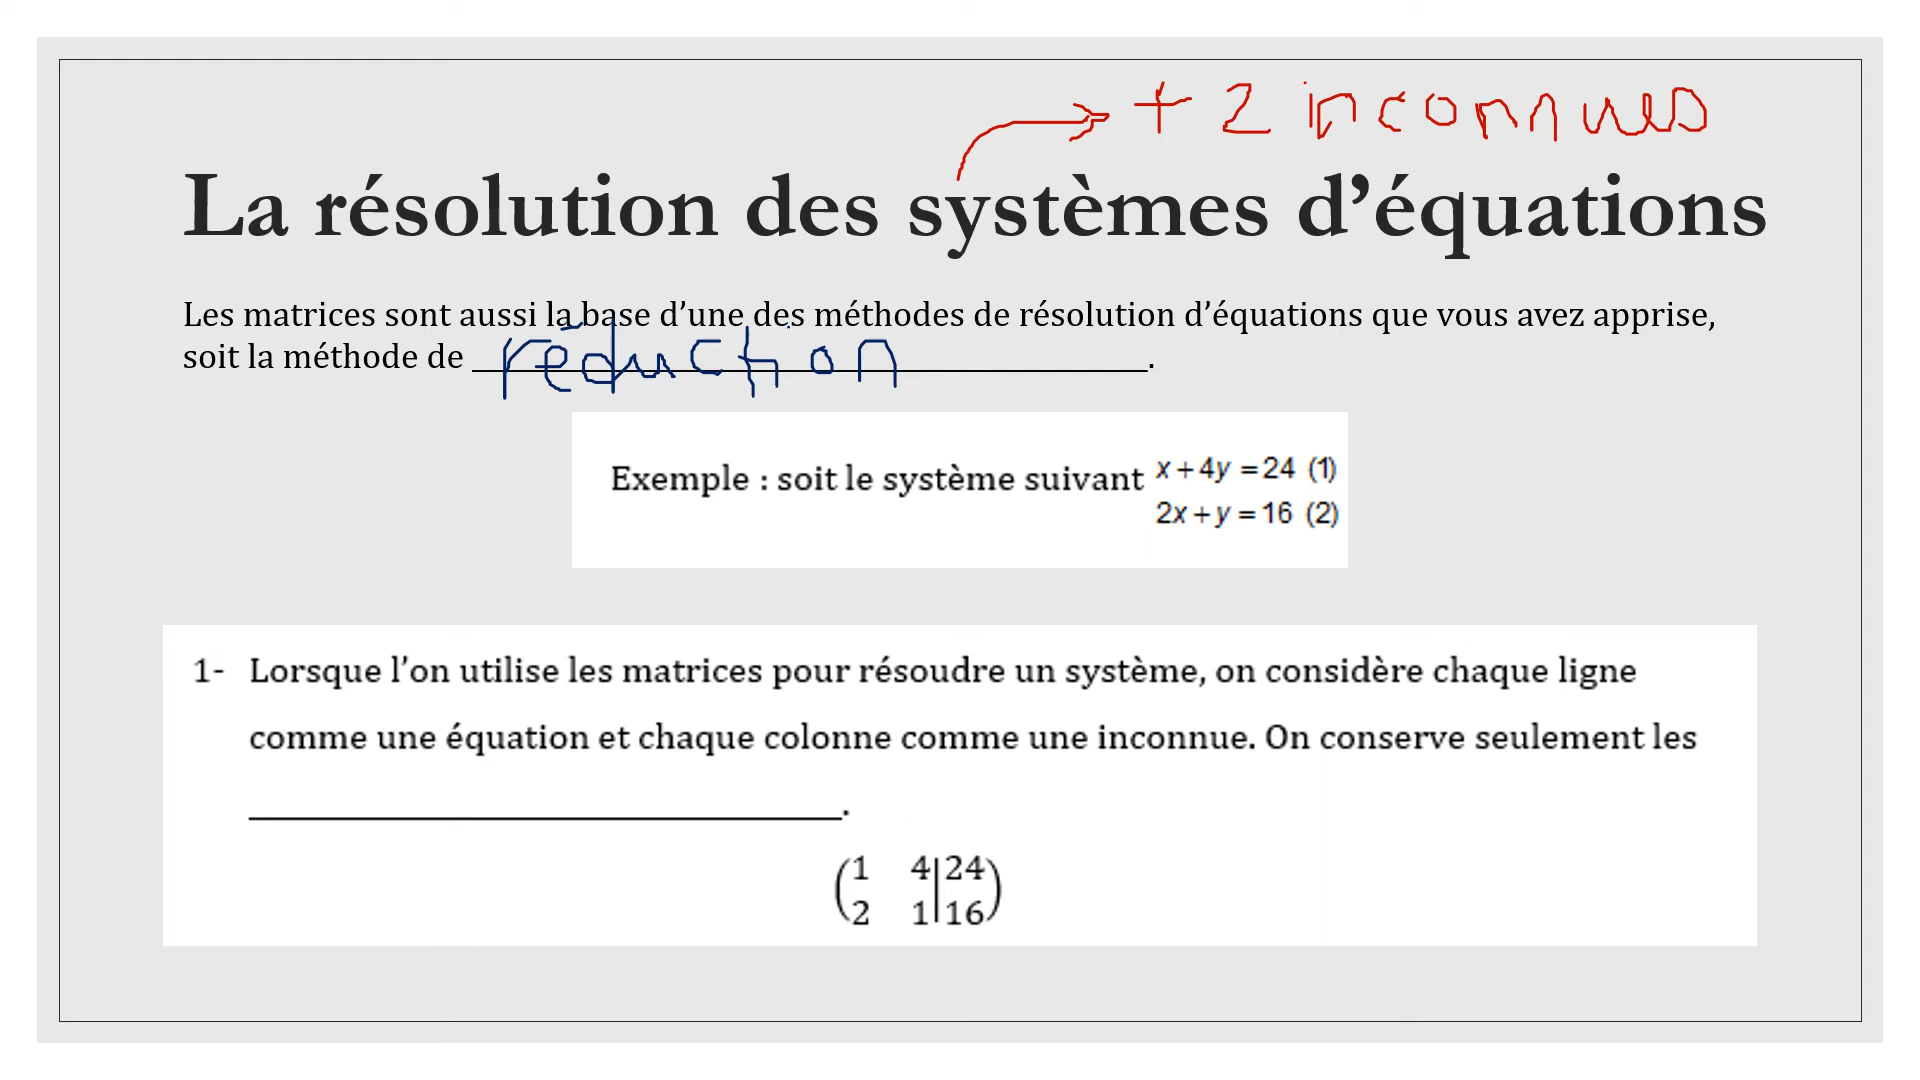 + 2 inconnues
La résolution des systèmes d’équations
Les matrices sont aussi la base d’une des méthodes de résolution d’équations que vous avez apprise,
soit la méthode de réduction.
Exemple : soit le système suivant x + 4y = 24 (1)
2x + y = 16 (2)
1- Lorsque l’on utilise les matrices pour résoudre un système, on considère chaque ligne
comme une équation et chaque colonne comme une inconnue. On conserve seulement les
____________________.
(1 4|24)
(2 1|16)